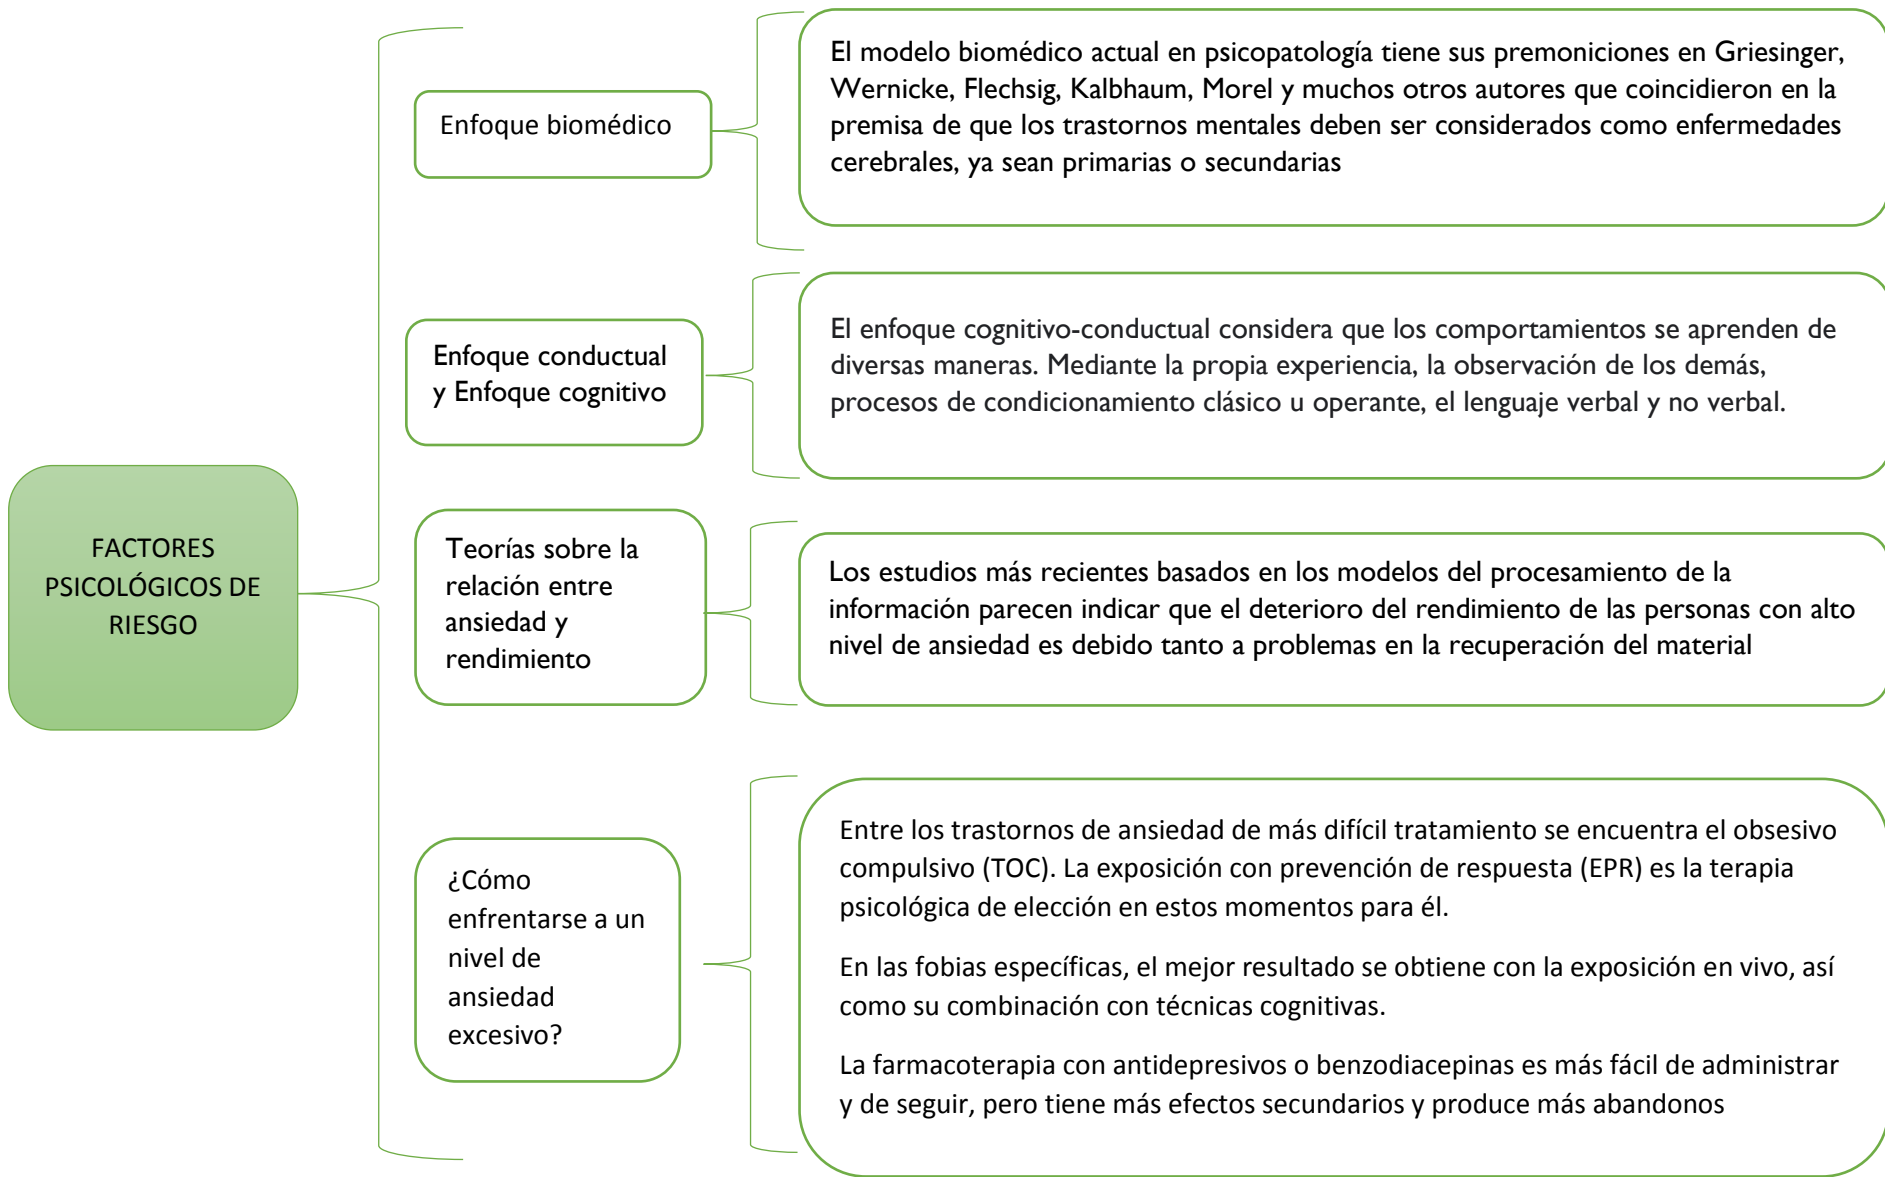 FACTORES
PSICOLÓGICOS DE
RIESGO
Enfoque biomédico
El modelo biomédico actual en psicopatología tiene sus premoniciones en Griesinger,
Wernicke, Flechsig, Kalbhaum, Morel y muchos otros autores que coincidieron en la
premisa de que los trastornos mentales deben ser considerados como enfermedades
cerebrales, ya sean primarias o secundarias
Enfoque conductual
y Enfoque cognitivo
El enfoque cognitivo-conductual considera que los comportamientos se aprenden de
diversas maneras. Mediante la propia experiencia, la observación de los demás,
procesos de condicionamiento clásico u operante, el lenguaje verbal y no verbal.
Teorías sobre la
relación entre
ansiedad y
rendimiento
Los estudios más recientes basados en los modelos del procesamiento de la
información parecen indicar que el deterioro del rendimiento de las personas con alto
nivel de ansiedad es debido tanto a problemas en la recuperación del material
¿Cómo
enfrentarse a un
nivel de
ansiedad
excesivo?
Entre los trastornos de ansiedad de más difícil tratamiento se encuentra el obsesivo
compulsivo (TOC). La exposición con prevención de respuesta (EPR) es la terapia
psicológica de elección en estos momentos para él.
En las fobias específicas, el mejor resultado se obtiene con la exposición en vivo, así
como su combinación con técnicas cognitivas.
La farmacoterapia con antidepresivos o benzodiacepinas es más fácil de administrar
y de seguir, pero tiene más efectos secundarios y produce más abandonos